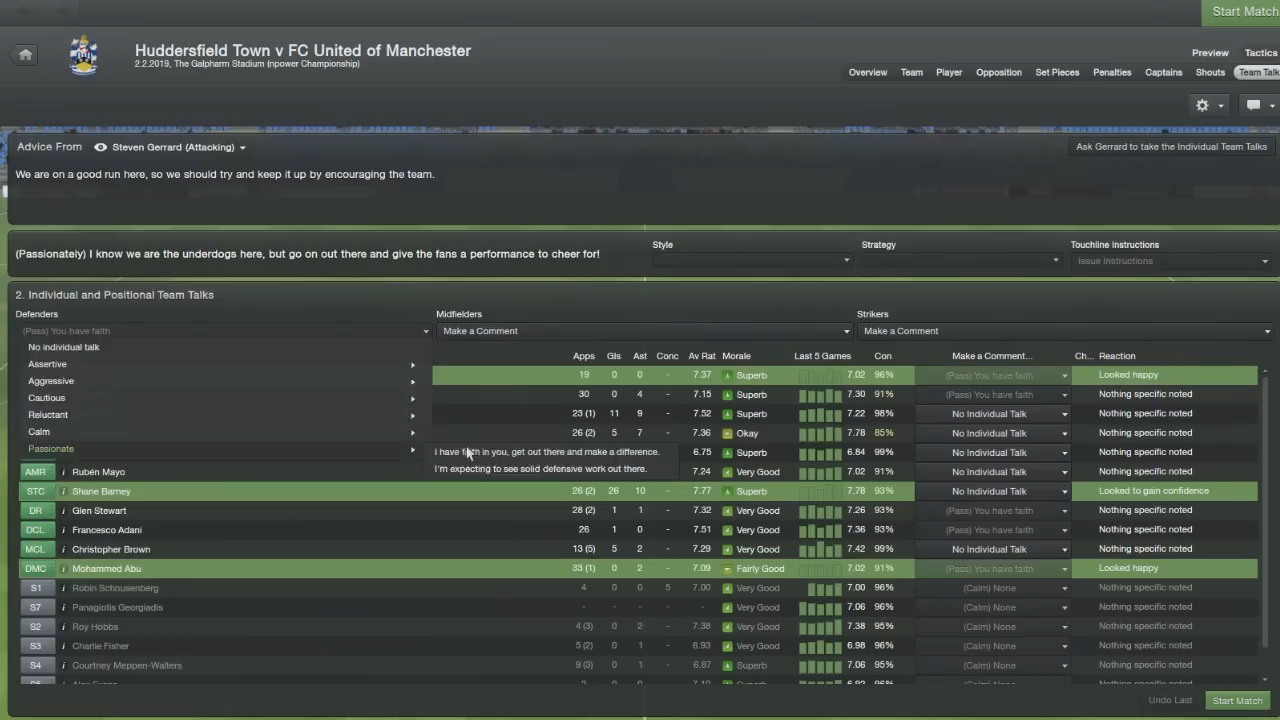 Start Match
Huddersfield Town v FC United of Manchester
2.2.2019, The Galpharm Stadium (npower Championship)
Preview Tactics
Overview Team Player Opposition Set Pieces Penalties Captains Shouts Team Talk
Advice From Steven Gerrard (Attacking) Ask Gerrard to take the Individual Team Talks
We are on a good run here, so we should try and keep it up by encouraging the team.
Style Strategy Touchline Instructions
(Passionately) I know we are the underdogs here, but go on out there and give the fans a performance to cheer for!
Issue Instructions
2. Individual and Positional Team Talks
Defenders Midfielders Strikers
(Pass) You have faith Make a Comment Make a Comment
No individual talk
Apps Gls Ast Conc Av Rat Morale Last 5 Games Con Make a Comment... Ch... Reaction
Assertive
19 0 0 - 7.37 Superb 7.02 96% (Pass) You have faith Looked happy
Aggressive
30 0 4 - 7.15 Superb 7.30 91% (Pass) You have faith Nothing specific noted
Cautious
23 (1) 11 9 - 7.52 Superb 7.22 98% No Individual Talk Nothing specific noted
Reluctant
26 (2) 5 7 - 7.36 Okay 7.78 85% No Individual Talk Nothing specific noted
Calm
Passionate
I have faith in you, get out there and make a difference. 6.75 Superb 6.84 99% No Individual Talk Nothing specific noted
I'm expecting to see solid defensive work out there.
AMR i Rubén Mayo 7.24 Very Good 7.02 91% No Individual Talk Nothing specific noted
STC i Shane Barney 26 (2) 26 10 - 7.77 Superb 7.78 93% No Individual Talk Looked to gain confidence
DR i Glen Stewart 28 (2) 1 1 - 7.32 Very Good 7.26 93% (Pass) You have faith Nothing specific noted
DCL i Francesco Adani 26 1 0 - 7.51 Very Good 7.36 93% (Pass) You have faith Nothing specific noted
MCL i Christopher Brown 13 (5) 5 2 - 7.29 Very Good 7.42 99% No Individual Talk Nothing specific noted
DMC i Mohammed Abu 33 (1) 0 2 - 7.09 Fairly Good 7.02 91% (Pass) You have faith Looked happy
S1 i Robin Schnusenberg 4 0 0 5 7.00 Very Good 7.00 96% (Calm) None Nothing specific noted
S7 i Panagiotis Georgiadis - - - - - Very Good 7.06 96% (Calm) None Nothing specific noted
S2 i Roy Hobbs 4 (3) 0 2 - 7.38 Very Good 7.38 95% (Calm) None Nothing specific noted
S3 i Charlie Fisher 5 (2) 0 1 - 6.93 Very Good 6.98 96% (Calm) None Nothing specific noted
S4 i Courtney Meppen-Walters 9 (3) 0 1 - 6.87 Superb 7.06 95% (Calm) None Nothing specific noted
Undo Last Start Match